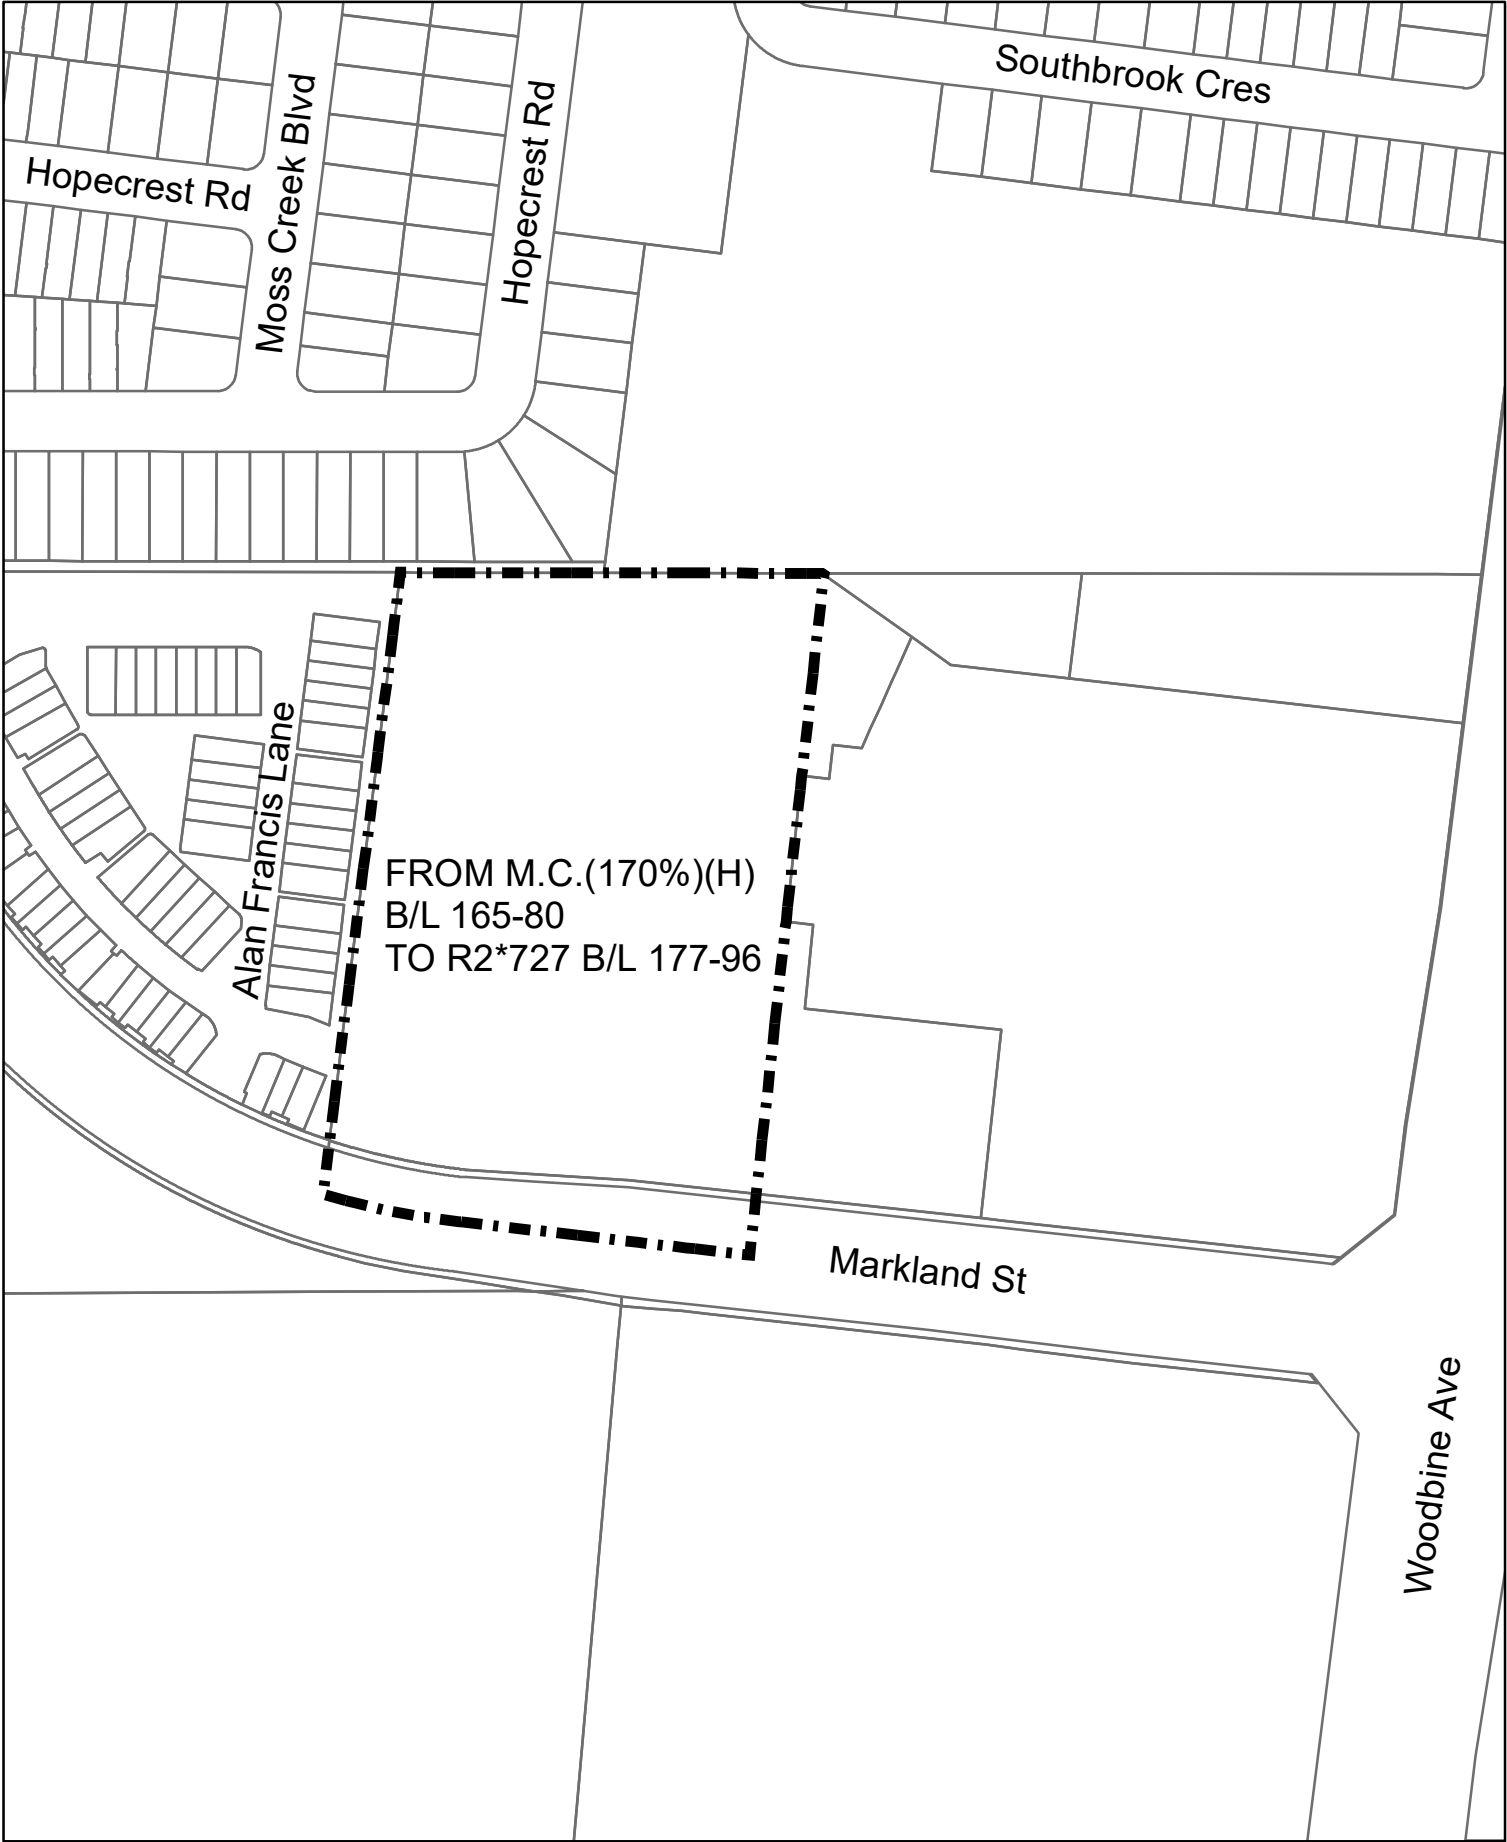 Southbrook Cres
Hopecrest Rd
Moss Creek Blvd
Hopecrest Rd
Alan Francis Lane
FROM M.C.(170%)(H)
B/L 165-80
TO R2*727 B/L 177-96
Markland St
Woodbine Ave